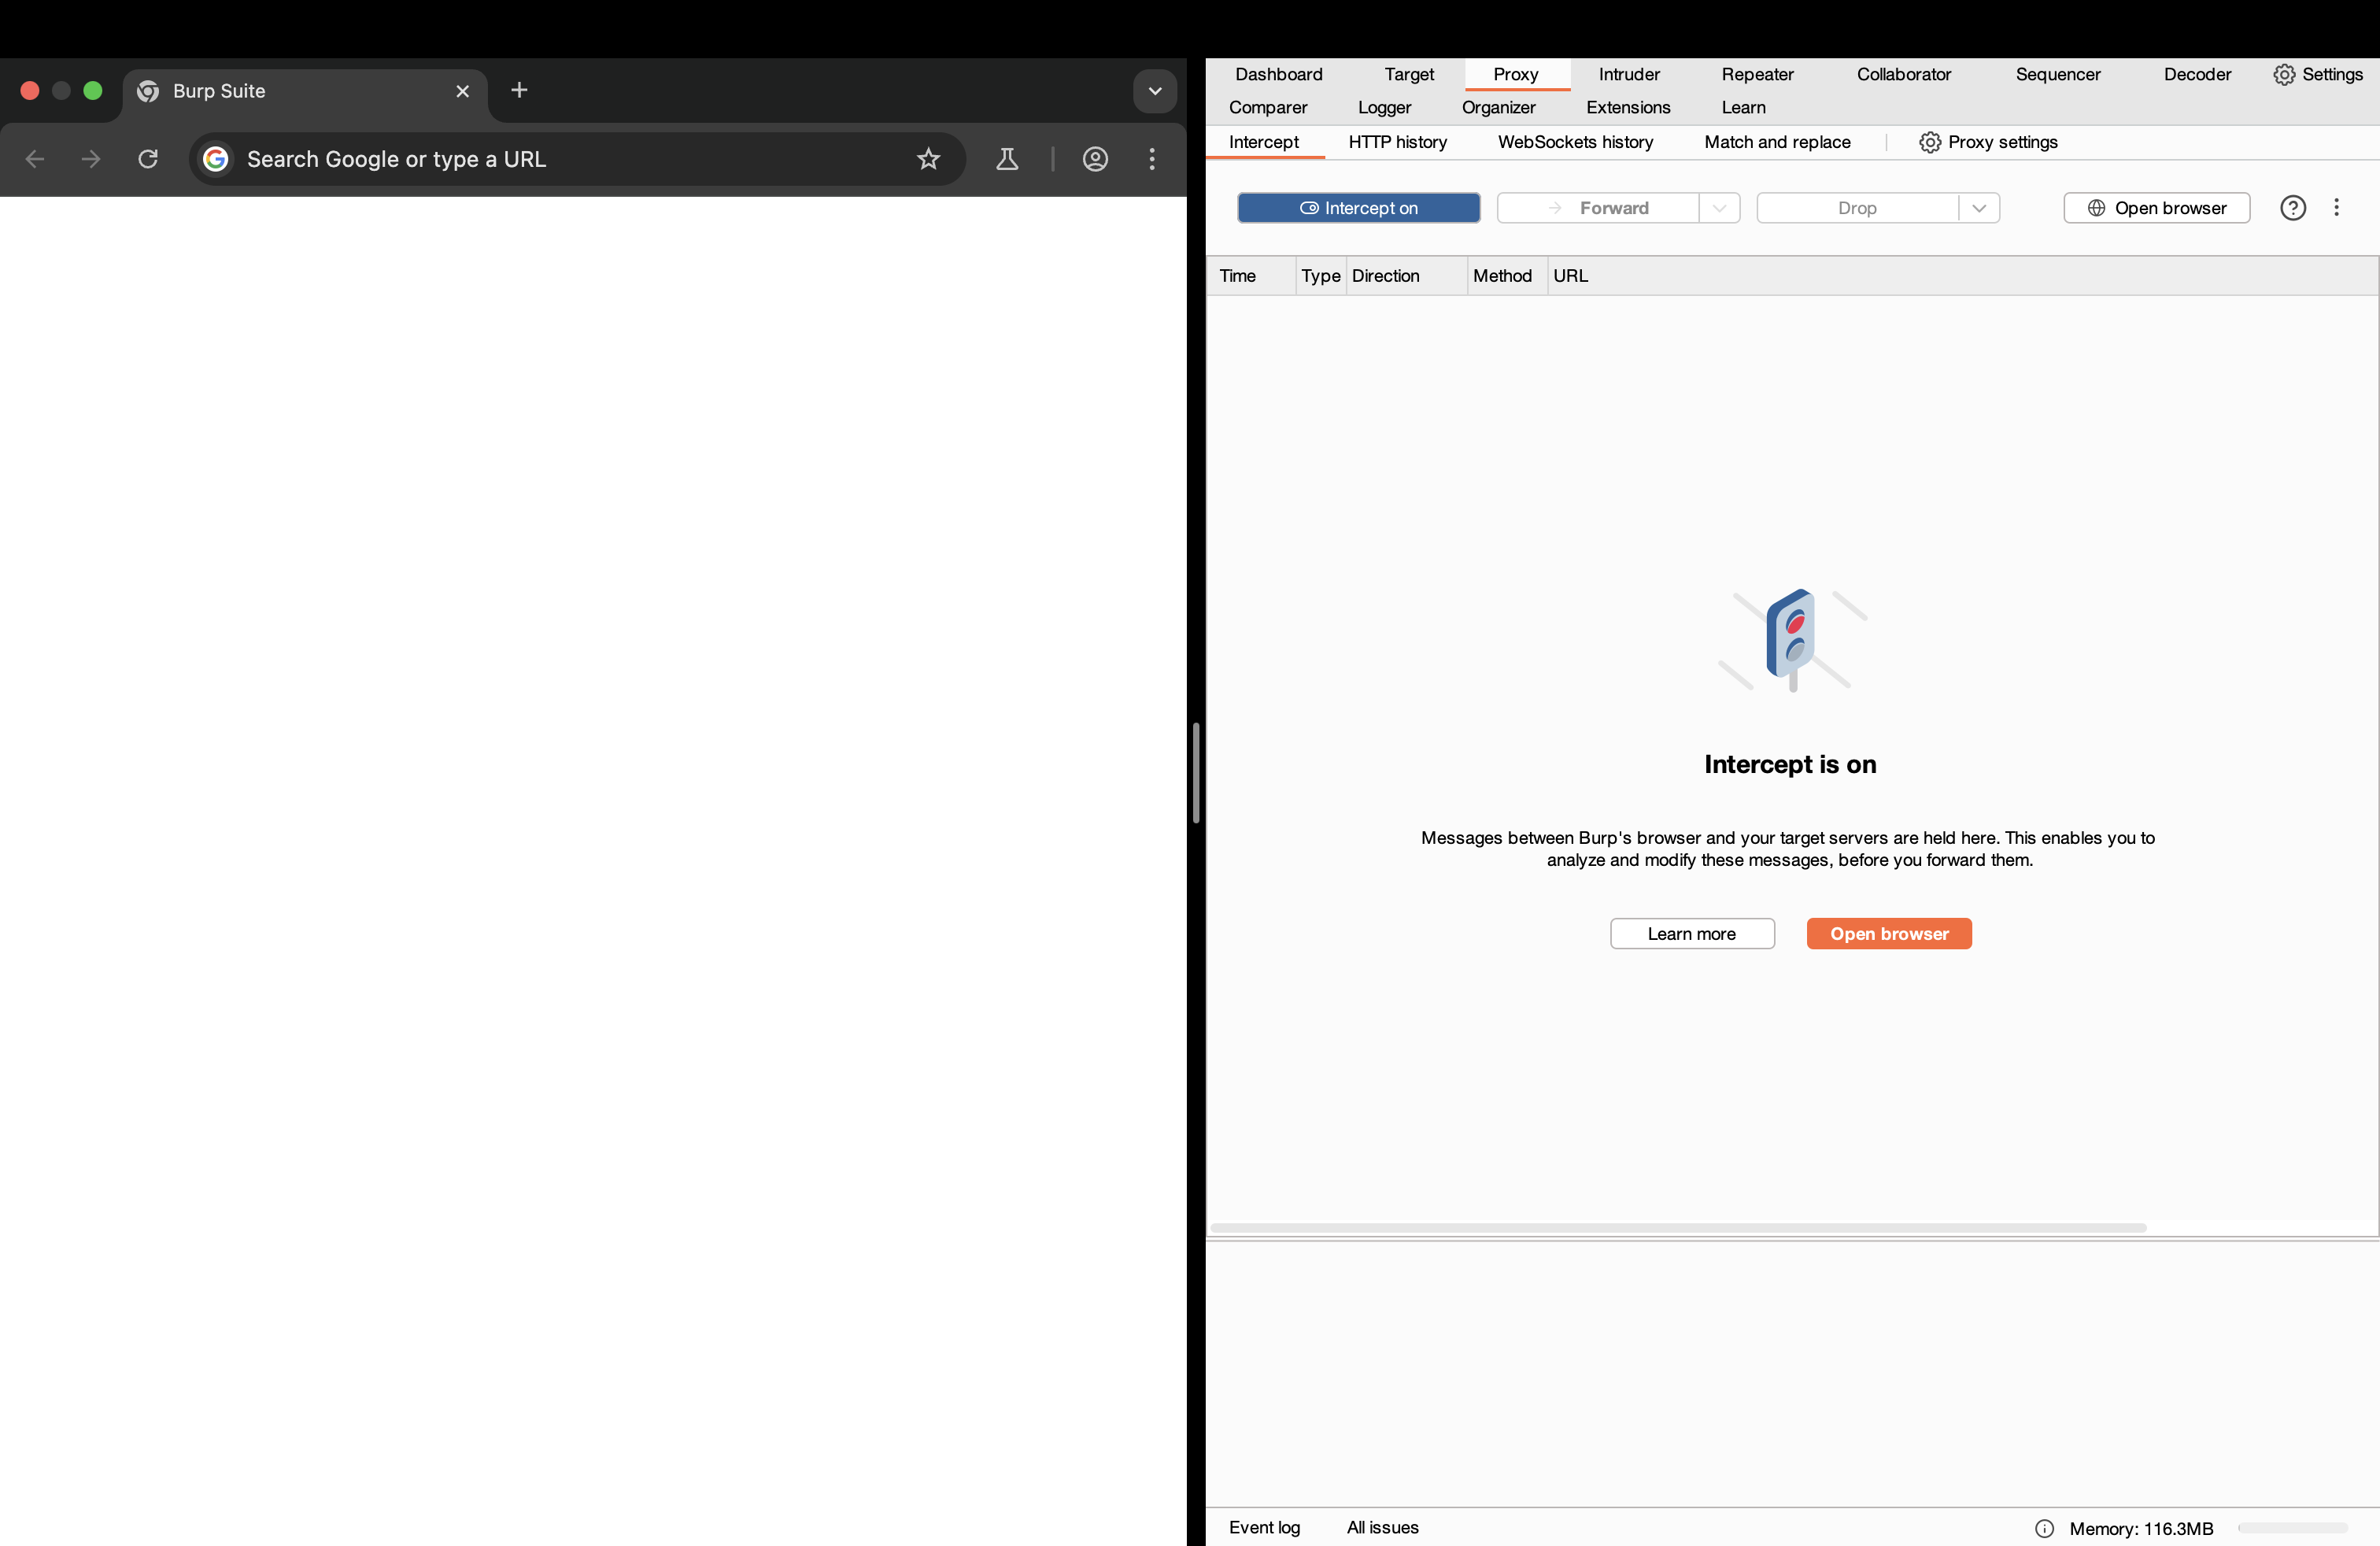 Burp Suite
Search Google or type a URL
Dashboard Target Proxy Intruder Repeater Collaborator Sequencer Decoder Settings
Comparer Logger Organizer Extensions Learn
Intercept HTTP history WebSockets history Match and replace Proxy settings
Intercept on Forward Drop Open browser
Time Type Direction Method URL
Intercept is on
Messages between Burp's browser and your target servers are held here. This enables you to
analyze and modify these messages, before you forward them.
Learn more Open browser
Event log All issues Memory: 116.3MB